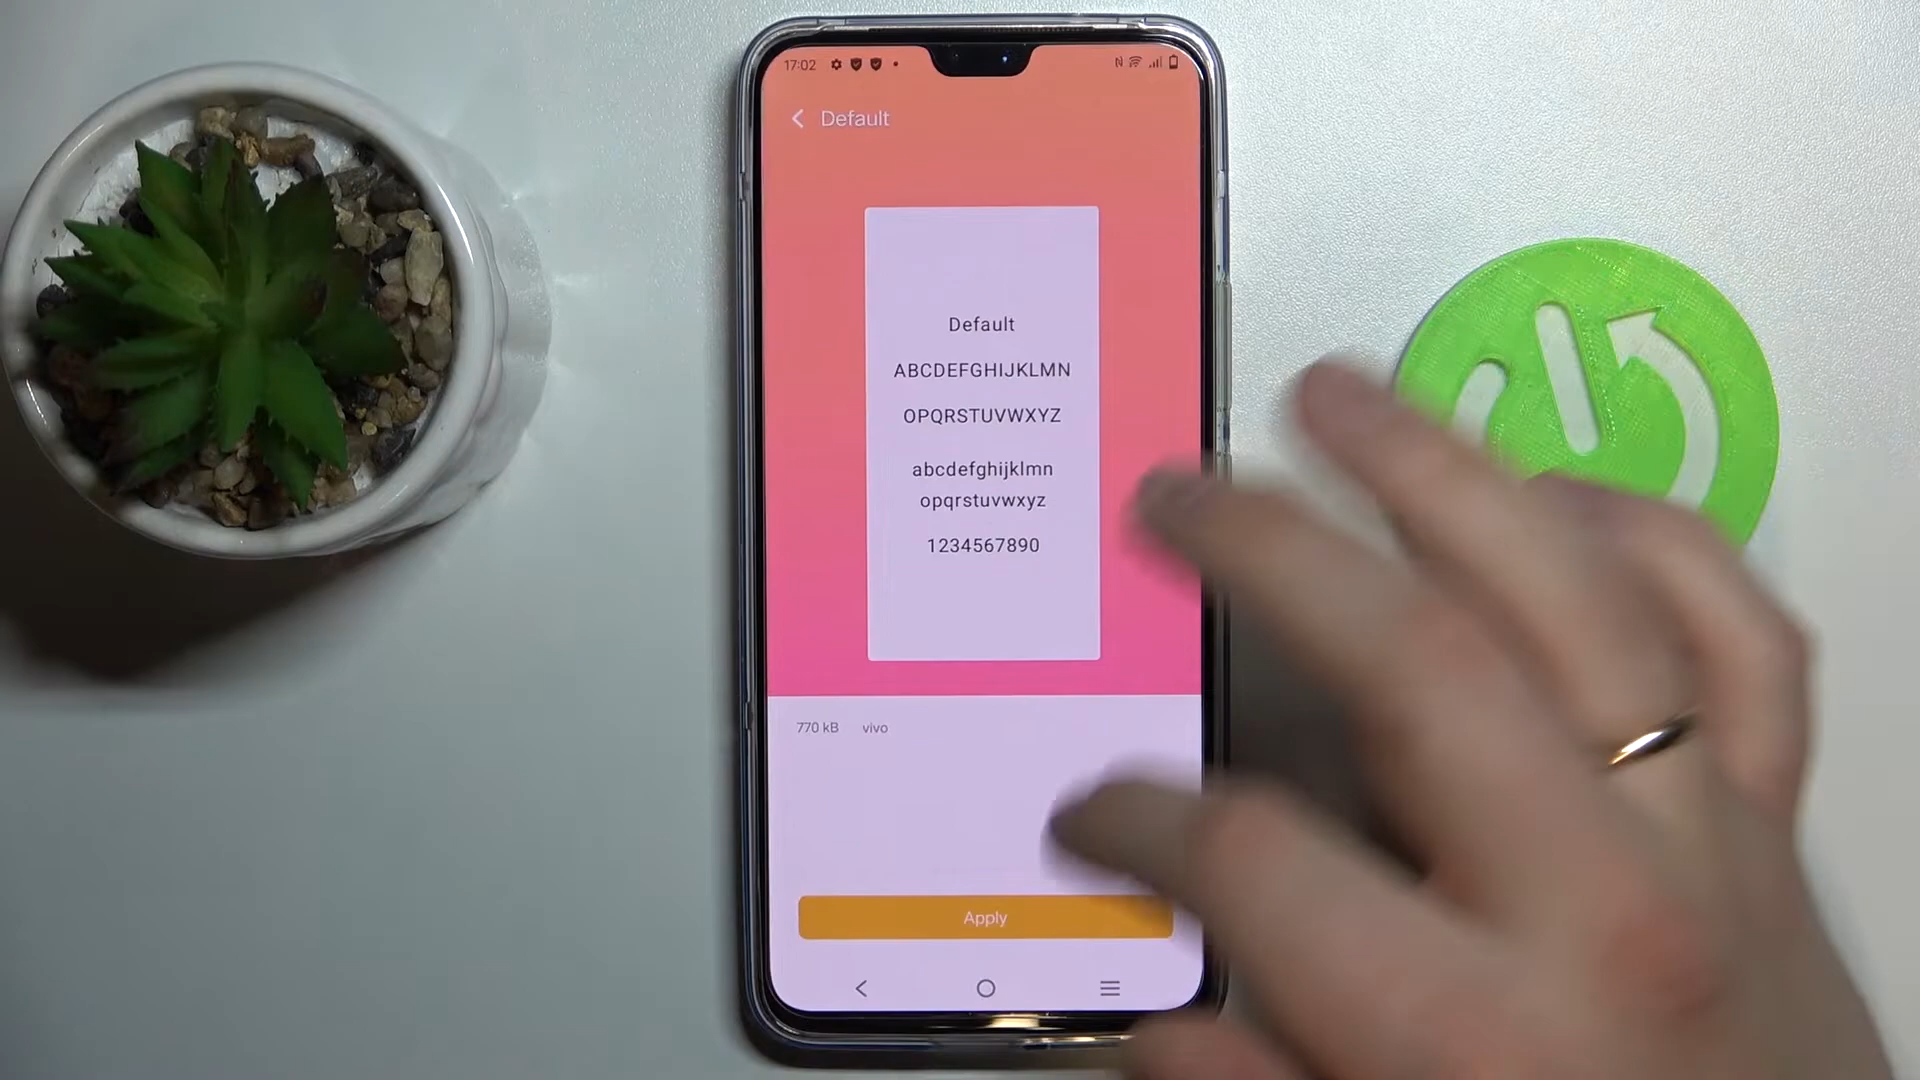 17:02
Default
Default
ABCDEFGHIJKLMN
OPQRSTUVWXYZ
abcdefghijklmn
opqrstuvwxyz
1234567890
770 kB vivo
Apply